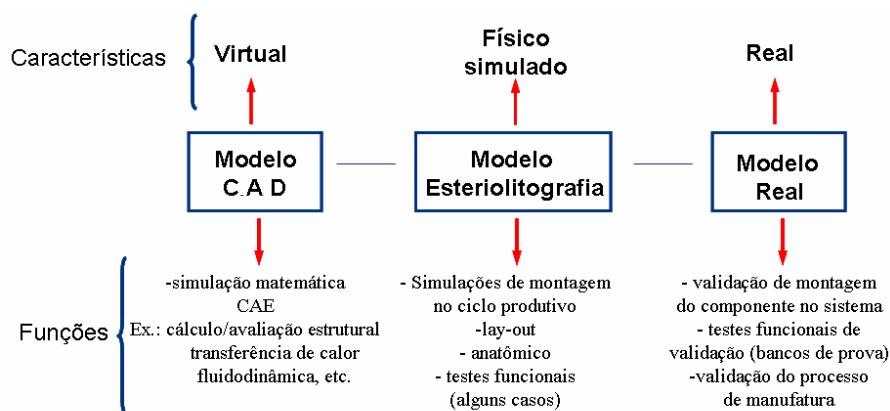 Características
Virtual
Físico
simulado
Real
Modelo
C.A D
Modelo
Esteriolitografia
Modelo
Real
Funções
-simulação matemática
CAE
Ex.: cálculo/avaliação estrutural
transferência de calor
fluidodinâmica, etc.
- Simulações de montagem
no ciclo produtivo
-lay-out
- anatômico
- testes funcionais
(alguns casos)
- validação de montagem
do componente no sistema
- testes funcionais de
validação (bancos de prova)
-validação do processo
de manufatura